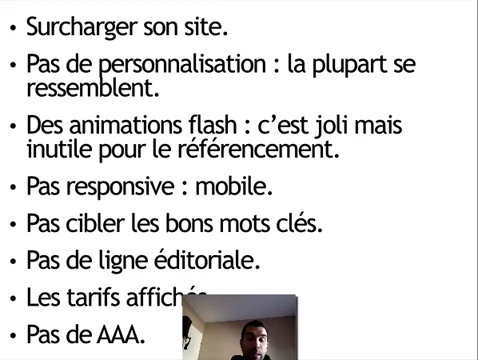 • Surcharger son site.
• Pas de personnalisation : la plupart se
ressemblent.
• Des animations flash : c’est joli mais
inutile pour le référencement.
• Pas responsive : mobile.
• Pas cibler les bons mots clés.
• Pas de ligne éditoriale.
• Les tarifs
• Pas de AAA.